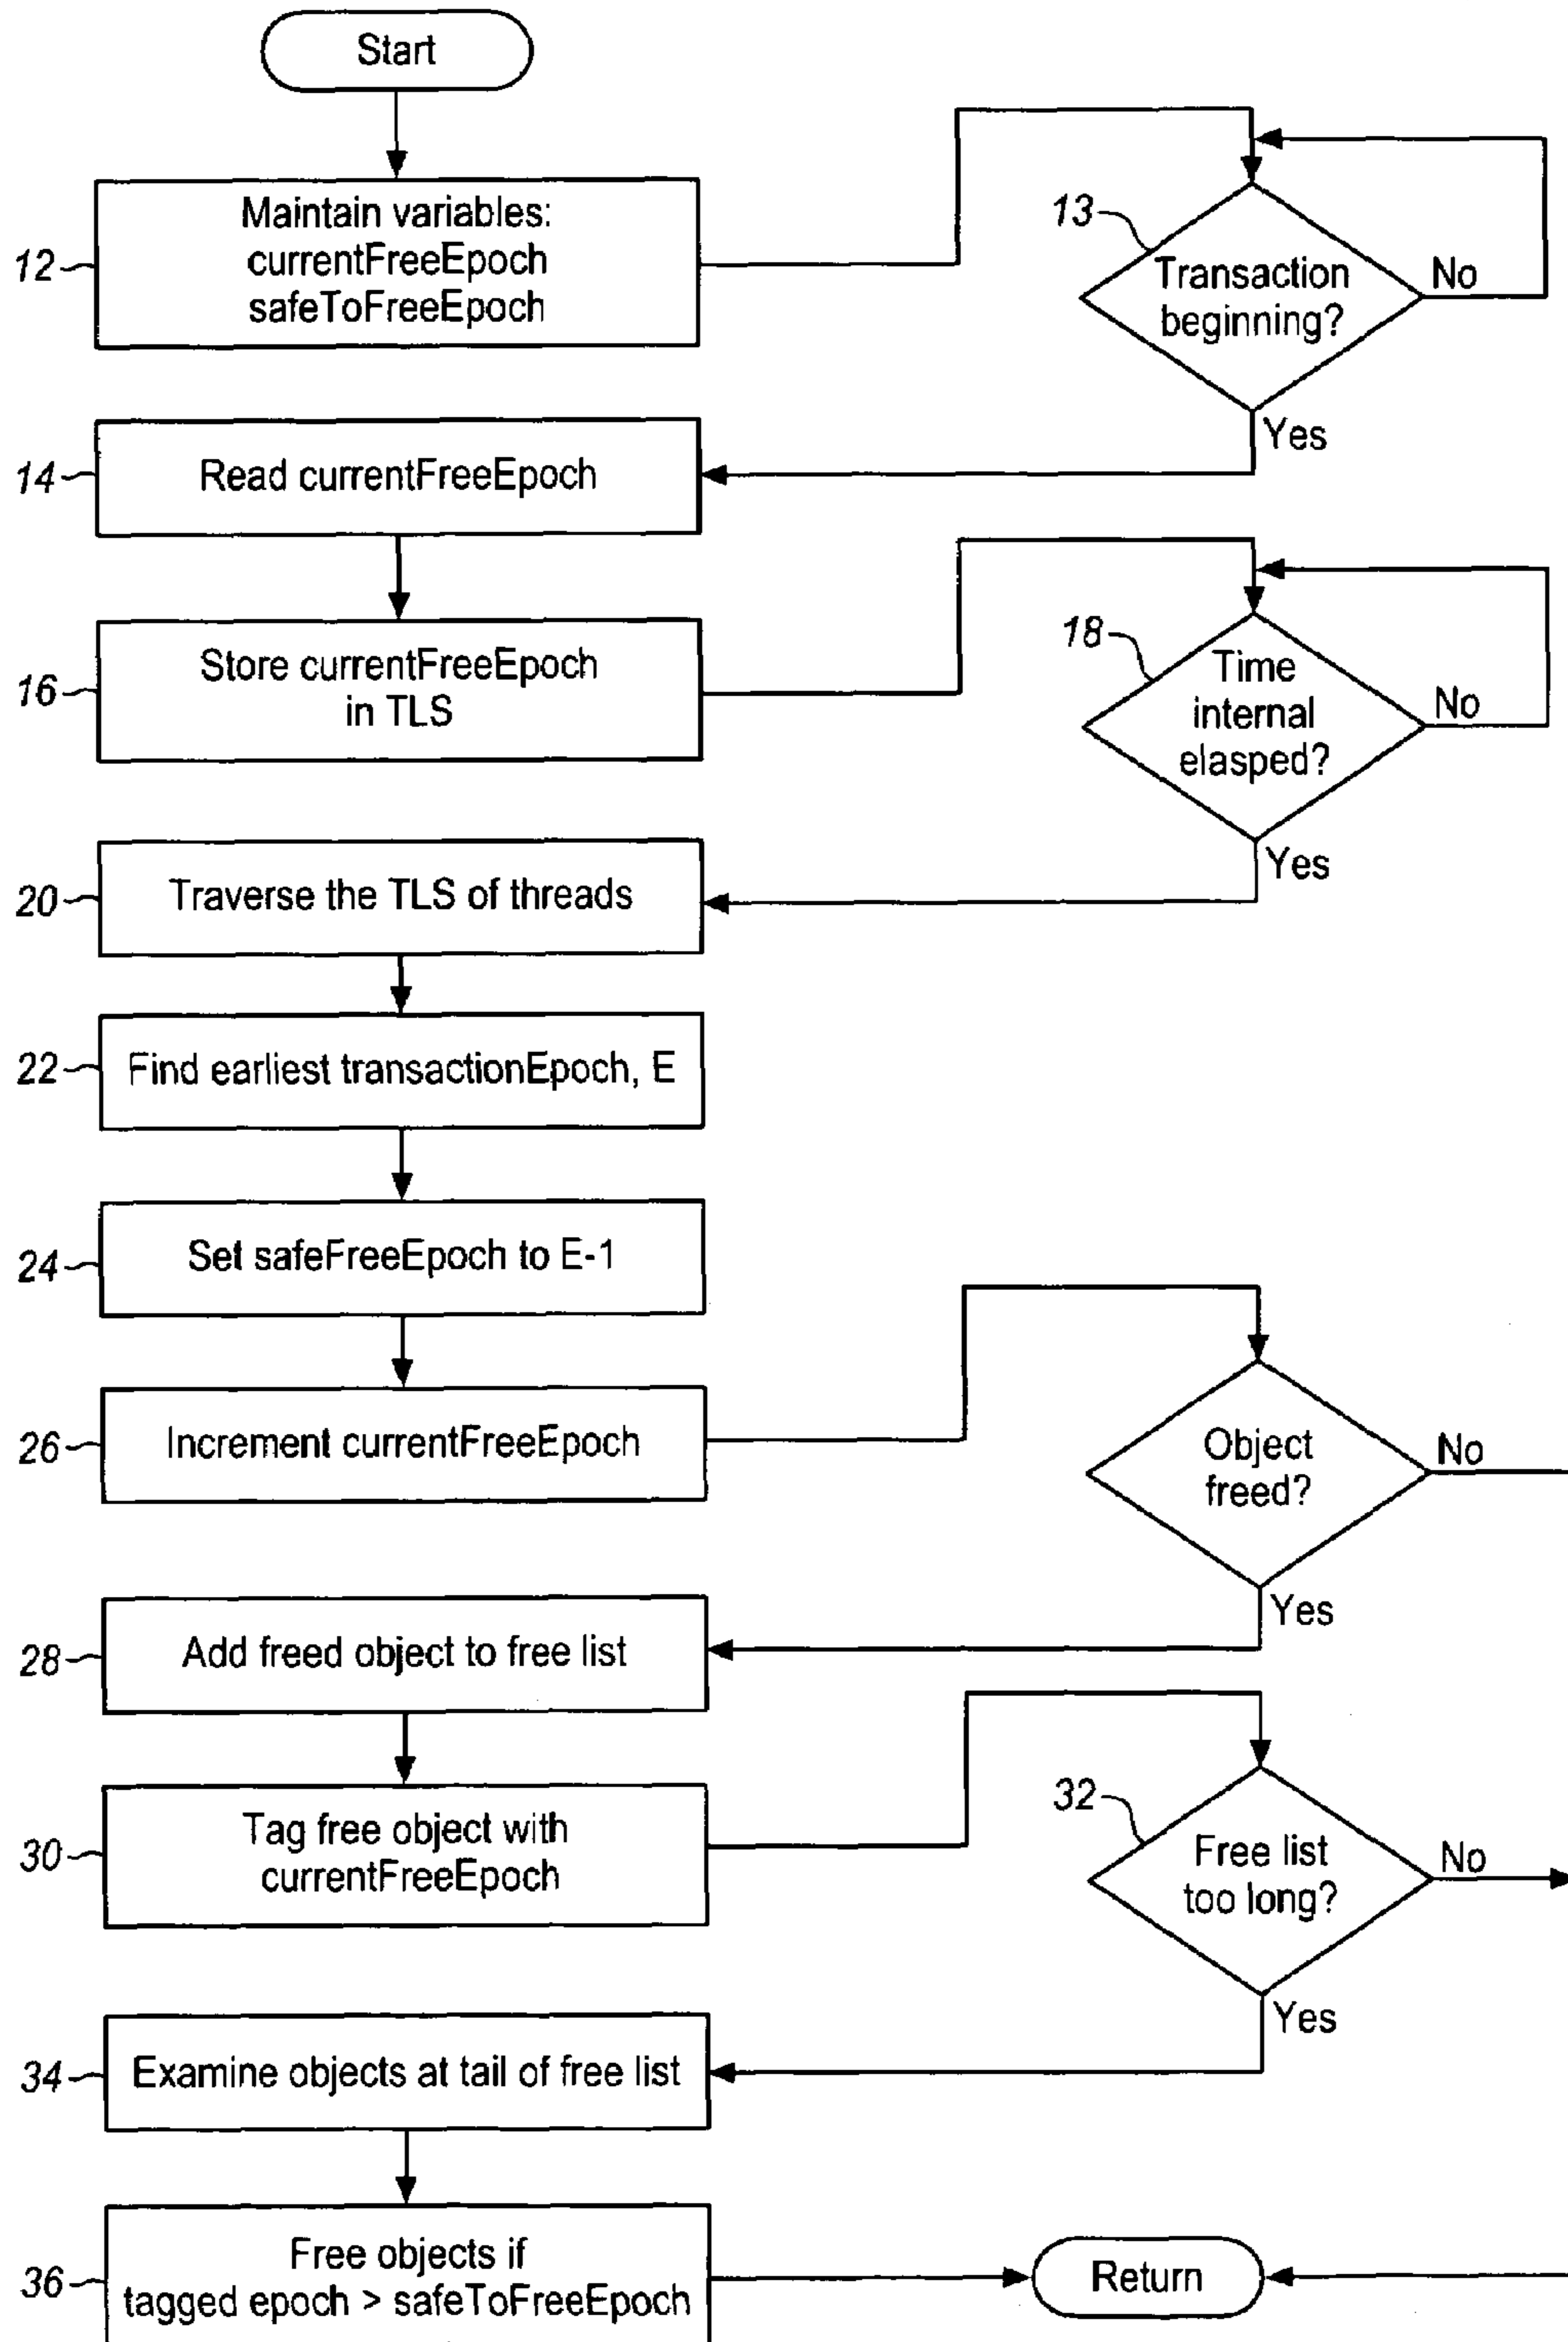 Start
Maintain variables:
currentFreeEpoch
safeToFreeEpoch
12
13
Transaction
beginning?
No
Yes
Read currentFreeEpoch
14
Store currentFreeEpoch
in TLS
16
18
Time
internal
elasped?
No
Yes
Traverse the TLS of threads
20
Find earliest transactionEpoch, E
22
Set safeFreeEpoch to E-1
24
Increment currentFreeEpoch
26
Object
freed?
No
Yes
Add freed object to free list
28
Tag free object with
currentFreeEpoch
30
32
Free list
too long?
No
Yes
Examine objects at tail of free list
34
Free objects if
tagged epoch > safeToFreeEpoch
36
Return